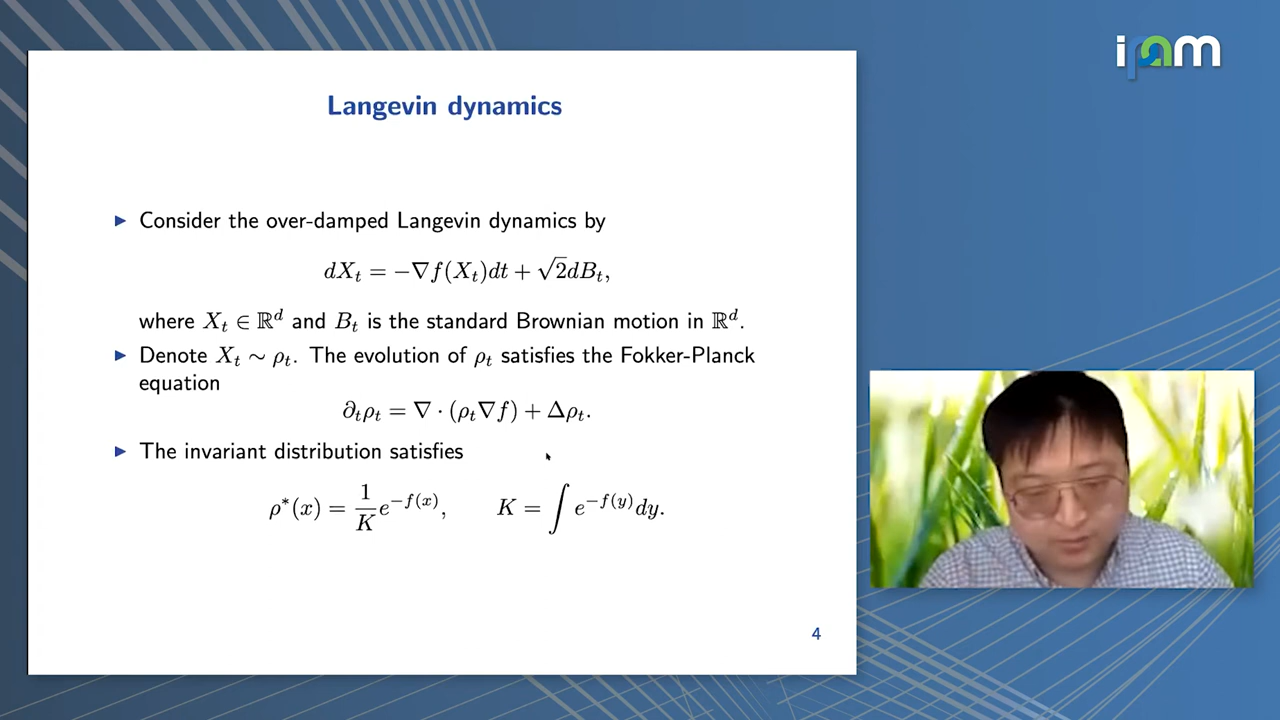 ipam
Langevin dynamics
▶ Consider the over-damped Langevin dynamics by
dX_t = −∇f(X_t)dt + √2dB_t,
where X_t ∈ ℝ^d and B_t is the standard Brownian motion in ℝ^d.
▶ Denote X_t ∼ ρ_t. The evolution of ρ_t satisfies the Fokker-Planck
equation
∂_tρ_t = ∇ · (ρ_t∇f) + Δρ_t.
▶ The invariant distribution satisfies
ρ*(x) = 1/K e^{−f(x)}, K = ∫ e^{−f(y)}dy.
4